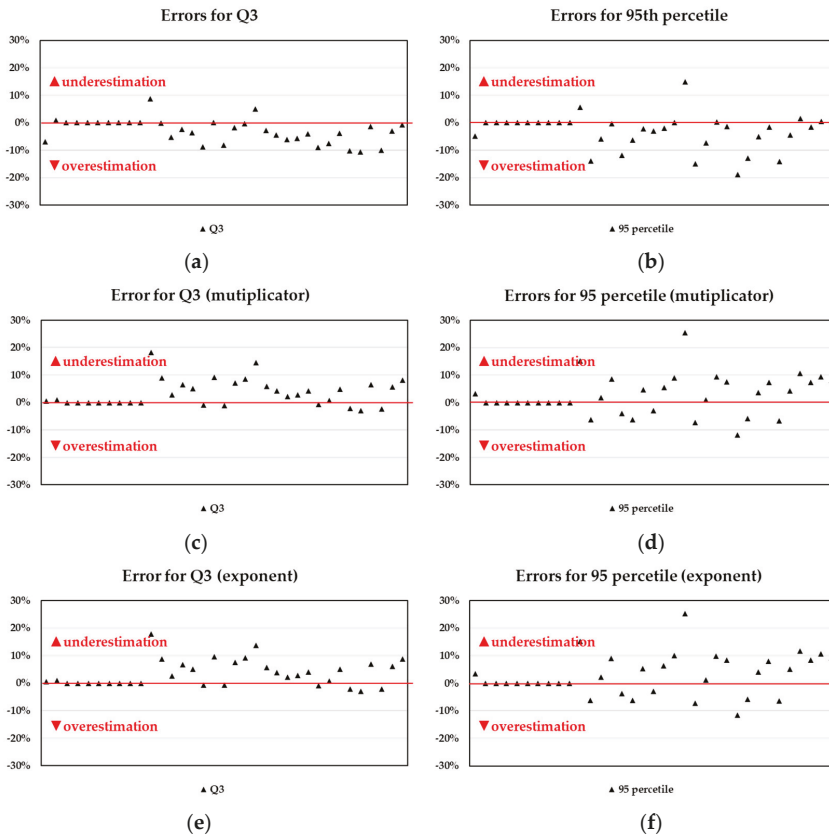 Errors for Q3
30%
20%
▲underestimation
10%
0%
-10%
▼overestimation
-20%
-30%
▲ Q3
(a)
Errors for 95th percetile
30%
20%
▲underestimation
10%
0%
-10%
▼overestimation
-20%
-30%
▲ 95 percetile
(b)
Error for Q3 (mutiplicator)
30%
20%
▲underestimation
10%
0%
-10%
▼overestimation
-20%
-30%
▲ Q3
(c)
Errors for 95 percetile (mutiplicator)
30%
20%
▲underestimation
10%
0%
-10%
▼overestimation
-20%
-30%
▲ 95 percetile
(d)
Error for Q3 (exponent)
30%
20%
▲underestimation
10%
0%
-10%
▼overestimation
-20%
-30%
▲ Q3
(e)
Errors for 95 percetile (exponent)
30%
20%
▲underestimation
10%
0%
-10%
▼overestimation
-20%
-30%
▲ 95 percetile
(f)